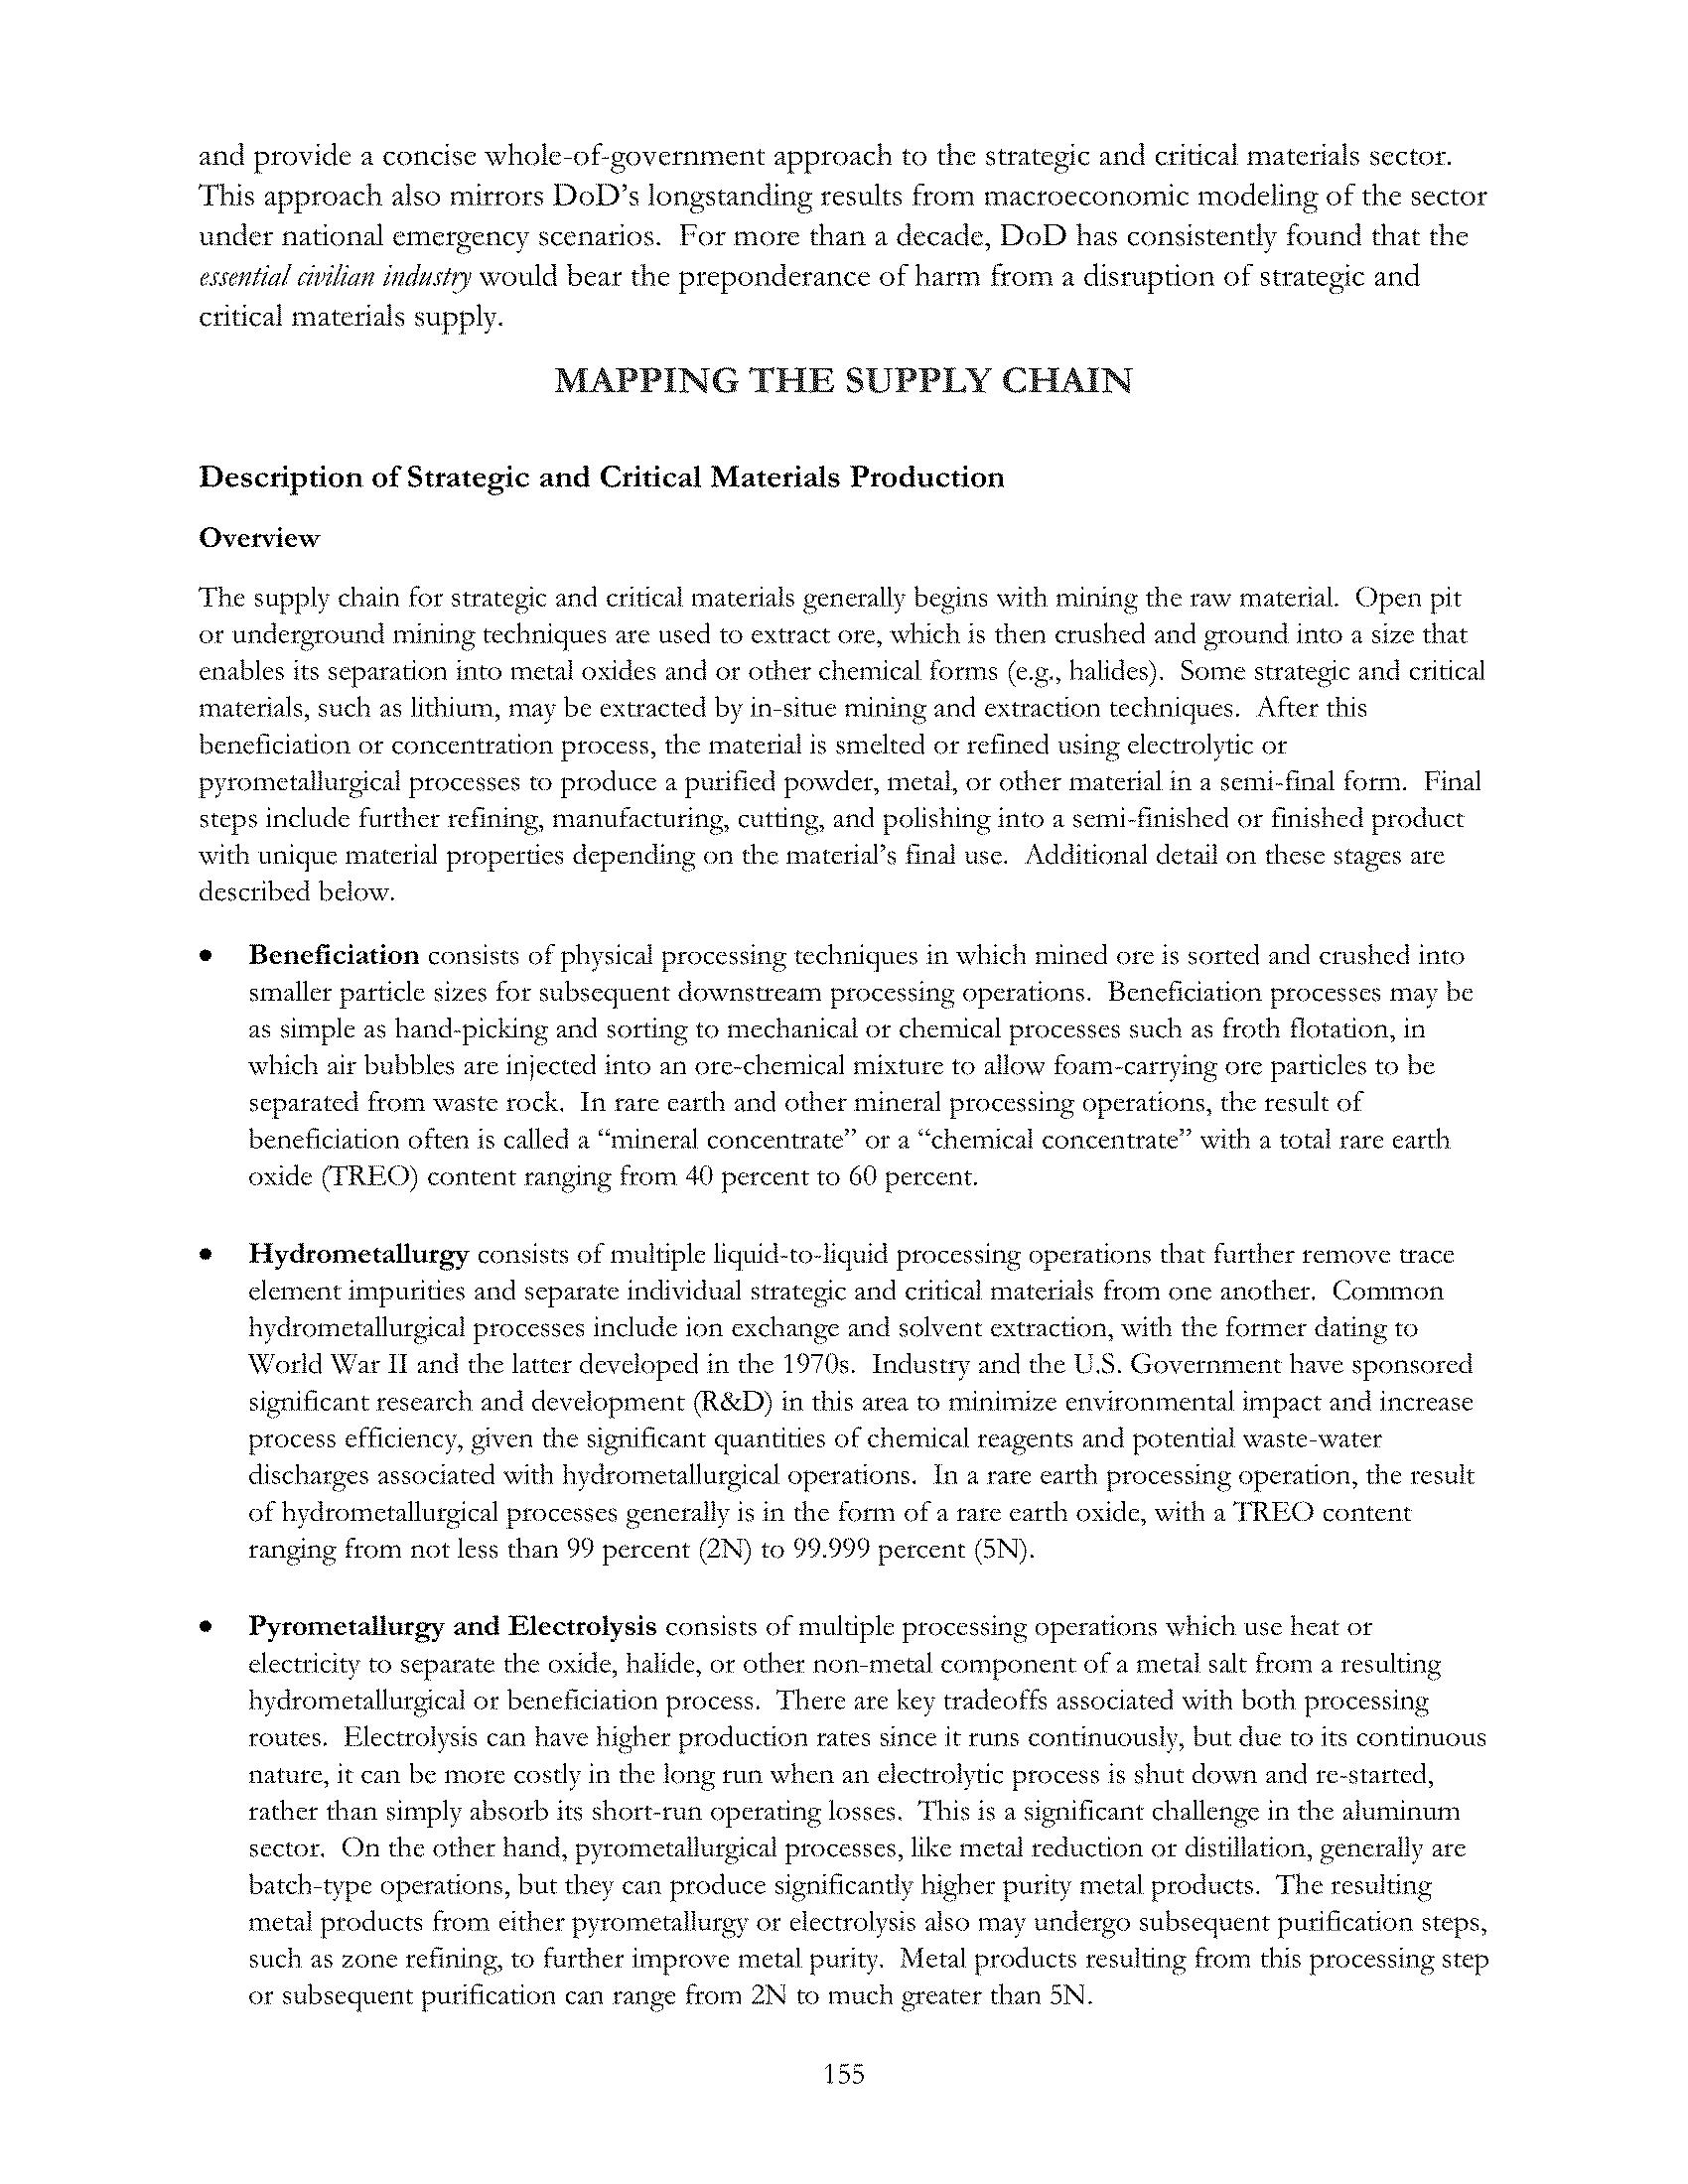 and provide a concise whole-of-government approach to the strategic and critical materials sector.
This approach also mirrors DoD’s longstanding results from macroeconomic modeling of the sector
under national emergency scenarios.  For more than a decade, DoD has consistently found that the
essential civilian industry would bear the preponderance of harm from a disruption of strategic and
critical materials supply.
MAPPING THE SUPPLY CHAIN
Description of Strategic and Critical Materials Production
Overview
The supply chain for strategic and critical materials generally begins with mining the raw material.  Open pit
or underground mining techniques are used to extract ore, which is then crushed and ground into a size that
enables its separation into metal oxides and or other chemical forms (e.g., halides).  Some strategic and critical
materials, such as lithium, may be extracted by in-situe mining and extraction techniques.  After this
beneficiation or concentration process, the material is smelted or refined using electrolytic or
pyrometallurgical processes to produce a purified powder, metal, or other material in a semi-final form.  Final
steps include further refining, manufacturing, cutting, and polishing into a semi-finished or finished product
with unique material properties depending on the material’s final use.  Additional detail on these stages are
described below.
• Beneficiation consists of physical processing techniques in which mined ore is sorted and crushed into
smaller particle sizes for subsequent downstream processing operations.  Beneficiation processes may be
as simple as hand-picking and sorting to mechanical or chemical processes such as froth flotation, in
which air bubbles are injected into an ore-chemical mixture to allow foam-carrying ore particles to be
separated from waste rock.  In rare earth and other mineral processing operations, the result of
beneficiation often is called a “mineral concentrate” or a “chemical concentrate” with a total rare earth
oxide (TREO) content ranging from 40 percent to 60 percent.
• Hydrometallurgy consists of multiple liquid-to-liquid processing operations that further remove trace
element impurities and separate individual strategic and critical materials from one another.  Common
hydrometallurgical processes include ion exchange and solvent extraction, with the former dating to
World War II and the latter developed in the 1970s.  Industry and the U.S. Government have sponsored
significant research and development (R&D) in this area to minimize environmental impact and increase
process efficiency, given the significant quantities of chemical reagents and potential waste-water
discharges associated with hydrometallurgical operations.  In a rare earth processing operation, the result
of hydrometallurgical processes generally is in the form of a rare earth oxide, with a TREO content
ranging from not less than 99 percent (2N) to 99.999 percent (5N).
• Pyrometallurgy and Electrolysis consists of multiple processing operations which use heat or
electricity to separate the oxide, halide, or other non-metal component of a metal salt from a resulting
hydrometallurgical or beneficiation process.  There are key tradeoffs associated with both processing
routes.  Electrolysis can have higher production rates since it runs continuously, but due to its continuous
nature, it can be more costly in the long run when an electrolytic process is shut down and re-started,
rather than simply absorb its short-run operating losses.  This is a significant challenge in the aluminum
sector.  On the other hand, pyrometallurgical processes, like metal reduction or distillation, generally are
batch-type operations, but they can produce significantly higher purity metal products.  The resulting
metal products from either pyrometallurgy or electrolysis also may undergo subsequent purification steps,
such as zone refining, to further improve metal purity.  Metal products resulting from this processing step
or subsequent purification can range from 2N to much greater than 5N.
155